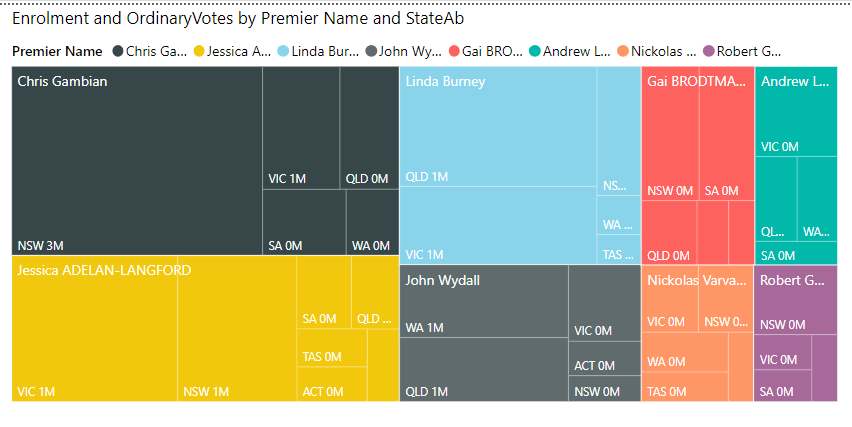 Enrolment and OrdinaryVotes by Premier Name and StateAb
Premier Name Chris Ga... Jessica A... Linda Bur... John Wy... Gai BRO... Andrew L... Nickolas ... Robert G...
Chris Gambian
NSW 3M
VIC 1M
QLD 0M
SA 0M
WA 0M
Jessica ADELAN-LANGFORD
VIC 1M
NSW 1M
SA 0M
QLD ...
TAS 0M
ACT 0M
Linda Burney
QLD 1M
VIC 1M
NS...
WA ...
TAS ...
John Wydall
WA 1M
QLD 1M
VIC 0M
ACT 0M
NSW 0M
Gai BRODTMA...
NSW 0M
SA 0M
QLD 0M
Andrew L...
VIC 0M
QL...
WA...
SA 0M
Nickolas Varva...
VIC 0M
NSW 0...
WA 0M
TAS 0M
Robert G...
NSW 0M
VIC 0M
SA 0M